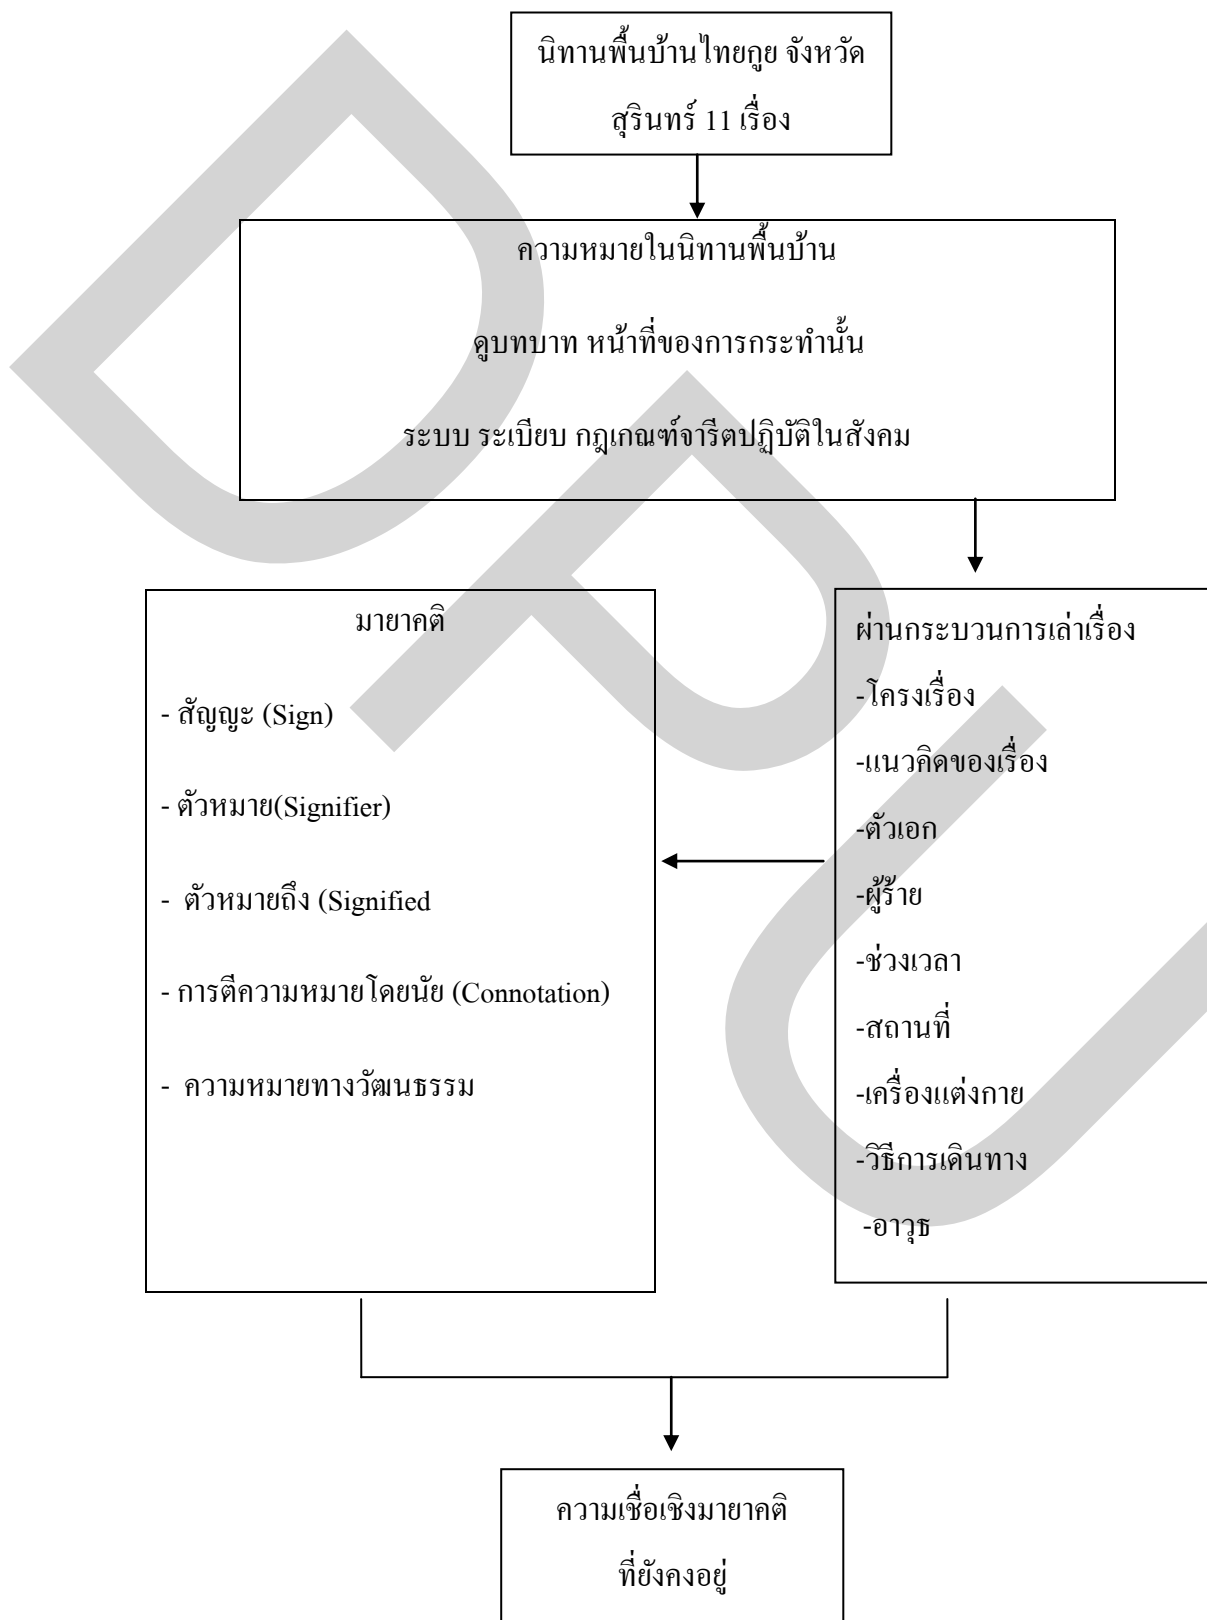 นิทานพื้นบ้านไทยกูย จังหวัด
สุรินทร์ 11 เรื่อง
ความหมายในนิทานพื้นบ้าน
ดูบทบาท หน้าที่ของการกระทำนั้น
ระบบ ระเบียบ กฎเกณฑ์จารีตปฏิบัติในสังคม
มายาคติ
- สัญญะ (Sign)
- ตัวหมาย(Signifier)
- ตัวหมายถึง (Signified
- การตีความหมายโดยนัย (Connotation)
- ความหมายทางวัฒนธรรม
ผ่านกระบวนการเล่าเรื่อง
-โครงเรื่อง
-แนวคิดของเรื่อง
-ตัวเอก
-ผู้ร้าย
-ช่วงเวลา
-สถานที่
-เครื่องแต่งกาย
-วิธีการเดินทาง
-อาวุธ
ความเชื่อเชิงมายาคติ
ที่ยังคงอยู่
DPU